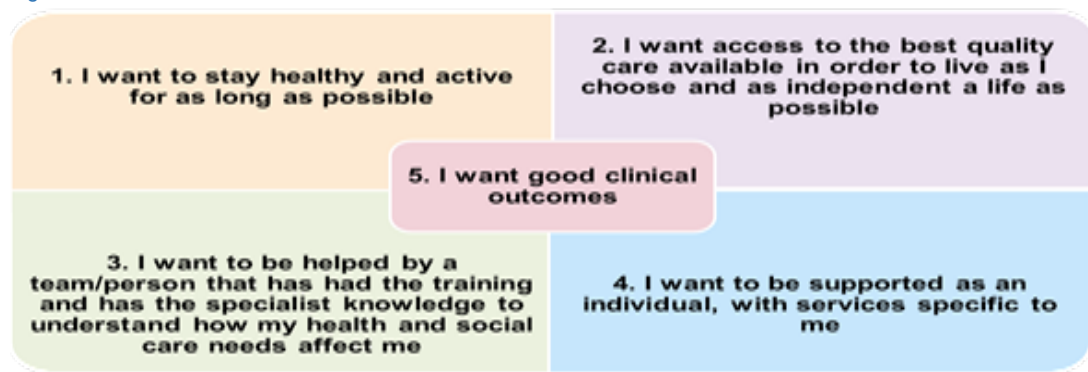 1. I want to stay healthy and active
for as long as possible
2. I want access to the best quality
care available in order to live as I
choose and as independent a life as
possible
5. I want good clinical
outcomes
3. I want to be helped by a
team/person that has had the training
and has the specialist knowledge to
understand how my health and social
care needs affect me
4. I want to be supported as an
individual, with services specific to
me